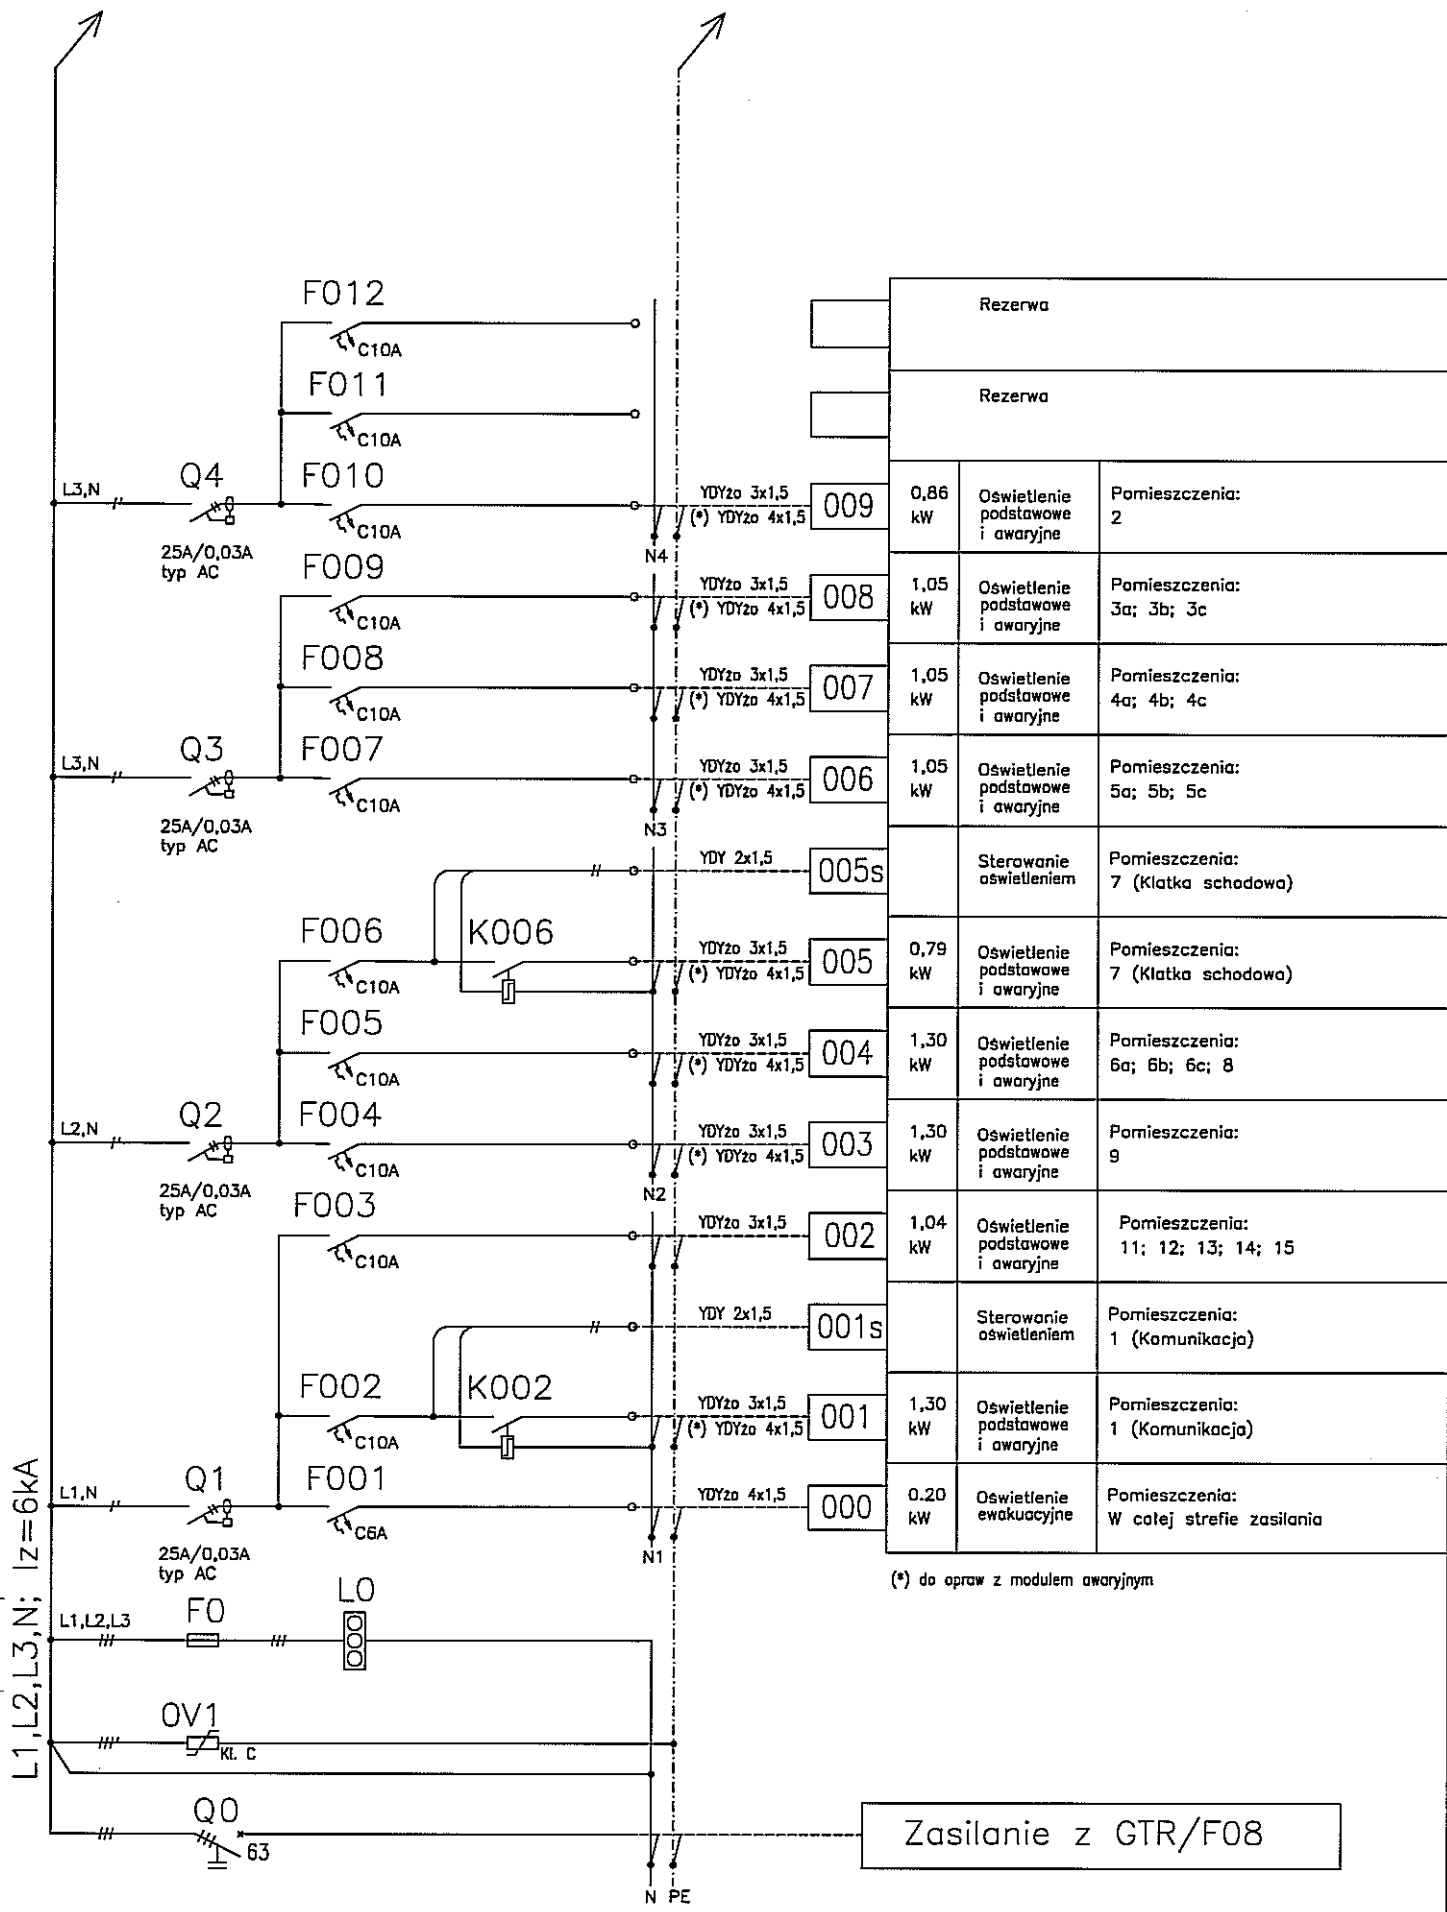 F012
C10A
Rezerwa
F011
C10A
Rezerwa
L3,N
Q4
25A/0,03A
typ AC
F010
C10A
YDYżo 3x1,5
(*) YDYżo 4x1,5
N4
009
0,86
kW
Oświetlenie
podstawowe
i awaryjne
Pomieszczenia:
2
F009
C10A
YDYżo 3x1,5
(*) YDYżo 4x1,5
008
1,05
kW
Oświetlenie
podstawowe
i awaryjne
Pomieszczenia:
3a; 3b; 3c
F008
C10A
YDYżo 3x1,5
(*) YDYżo 4x1,5
007
1,05
kW
Oświetlenie
podstawowe
i awaryjne
Pomieszczenia:
4a; 4b; 4c
L3,N
Q3
25A/0,03A
typ AC
F007
C10A
YDYżo 3x1,5
(*) YDYżo 4x1,5
N3
006
1,05
kW
Oświetlenie
podstawowe
i awaryjne
Pomieszczenia:
5a; 5b; 5c
YDY 2x1,5
005s
Sterowanie
oświetleniem
Pomieszczenia:
7 (Klatka schodowa)
F006
C10A
K006
YDYżo 3x1,5
(*) YDYżo 4x1,5
005
0,79
kW
Oświetlenie
podstawowe
i awaryjne
Pomieszczenia:
7 (Klatka schodowa)
F005
C10A
YDYżo 3x1,5
(*) YDYżo 4x1,5
004
1,30
kW
Oświetlenie
podstawowe
i awaryjne
Pomieszczenia:
6a; 6b; 6c; 8
L2,N
Q2
25A/0,03A
typ AC
F004
C10A
YDYżo 3x1,5
(*) YDYżo 4x1,5
N2
003
1,30
kW
Oświetlenie
podstawowe
i awaryjne
Pomieszczenia:
9
F003
C10A
YDYżo 3x1,5
002
1,04
kW
Oświetlenie
podstawowe
i awaryjne
Pomieszczenia:
11; 12; 13; 14; 15
YDY 2x1,5
001s
Sterowanie
oświetleniem
Pomieszczenia:
1 (Komunikacja)
F002
C10A
K002
YDYżo 3x1,5
(*) YDYżo 4x1,5
001
1,30
kW
Oświetlenie
podstawowe
i awaryjne
Pomieszczenia:
1 (Komunikacja)
L1,N
Q1
25A/0,03A
typ AC
F001
C6A
YDYżo 4x1,5
N1
000
0.20
kW
Oświetlenie
ewakuacyjne
Pomieszczenia:
W całej strefie zasilania
(*) do opraw z modułem awaryjnym
L1,L2,L3,N; Iz=6kA
L1,L2,L3
F0
L0
OV1
KL C
Q0
63
N PE
Zasilanie z GTR/F08